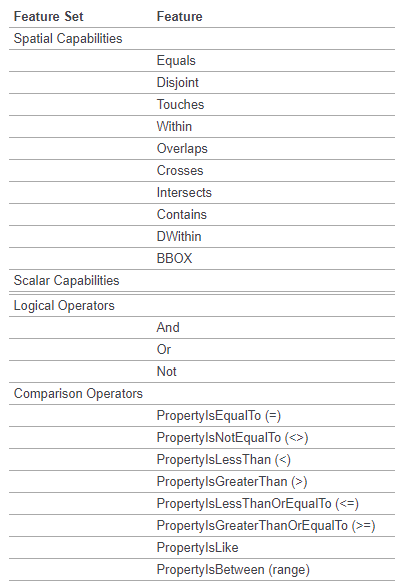 Feature Set Feature
Spatial Capabilities
Equals
Disjoint
Touches
Within
Overlaps
Crosses
Intersects
Contains
DWithin
BBOX
Scalar Capabilities
Logical Operators
And
Or
Not
Comparison Operators
PropertyIsEqualTo (=)
PropertyIsNotEqualTo (<>)
PropertyIsLessThan (<)
PropertyIsGreaterThan (>)
PropertyIsLessThanOrEqualTo (<=)
PropertyIsGreaterThanOrEqualTo (>=)
PropertyIsLike
PropertyIsBetween (range)